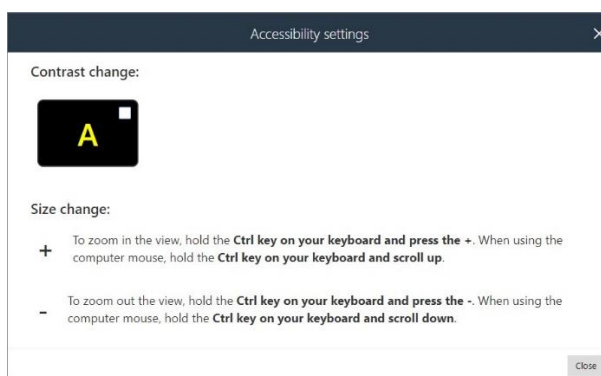 Accessibility settings
Contrast change:
A
Size change:
+ To zoom in the view, hold the Ctrl key on your keyboard and press the +. When using the
computer mouse, hold the Ctrl key on your keyboard and scroll up.
- To zoom out the view, hold the Ctrl key on your keyboard and press the -. When using the
computer mouse, hold the Ctrl key on your keyboard and scroll down.
Close